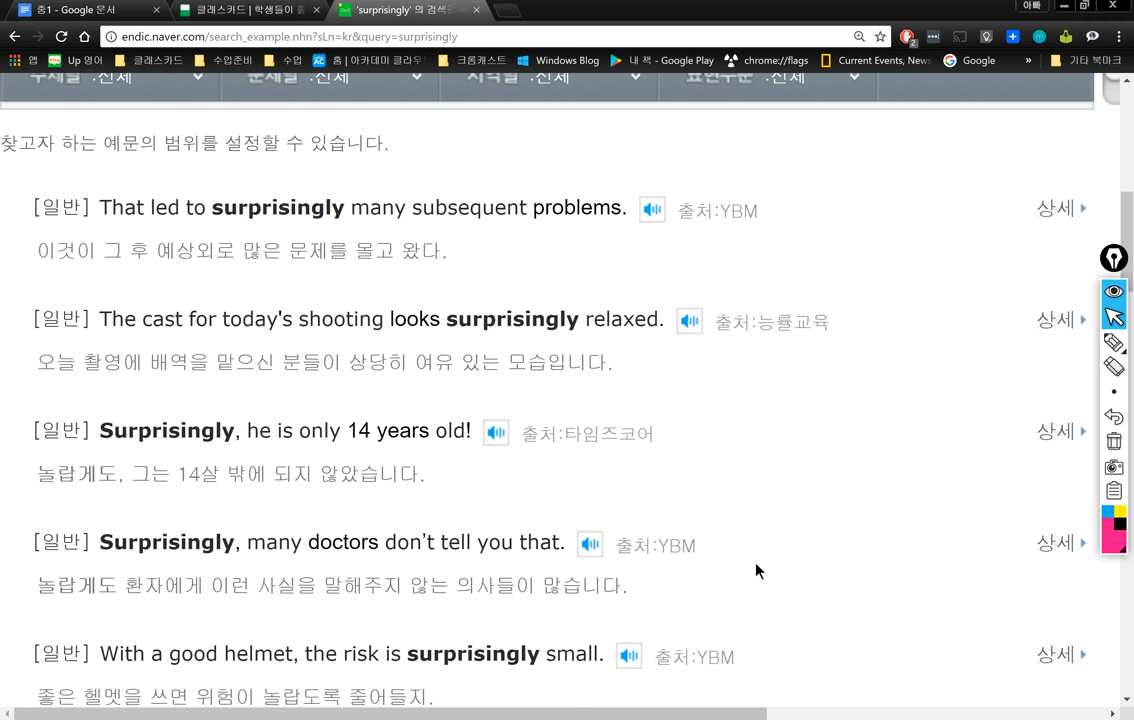 중1 - Google 문서
클래스카드 | 학생들이
'surprisingly' 의 검색
아빠
endic.naver.com/search_example.nhn?sLn=kr&query=surprisingly
2
앱 Up 영어 클래스카드 수업준비 수업 홈 | 아카데미 클라우 크롬캐스트 Windows Blog 내 책 - Google Play chrome://flags Current Events, News Google » 기타 북마크
찾고자 하는 예문의 범위를 설정할 수 있습니다.
[일반] That led to surprisingly many subsequent problems. 출처:YBM 상세
이것이 그 후 예상외로 많은 문제를 몰고 왔다.
[일반] The cast for today's shooting looks surprisingly relaxed. 출처:능률교육 상세
오늘 촬영에 배역을 맡으신 분들이 상당히 여유 있는 모습입니다.
[일반] Surprisingly, he is only 14 years old! 출처:타임즈코어 상세
놀랍게도, 그는 14살 밖에 되지 않았습니다.
[일반] Surprisingly, many doctors don’t tell you that. 출처:YBM 상세
놀랍게도 환자에게 이런 사실을 말해주지 않는 의사들이 많습니다.
[일반] With a good helmet, the risk is surprisingly small. 출처:YBM 상세
좋은 헬멧을 쓰면 위험이 놀랍도록 줄어들지.